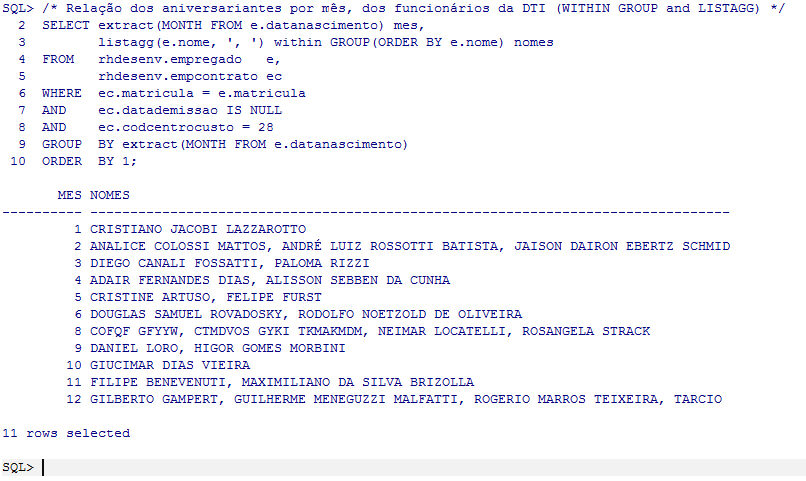 SQL> /* Relação dos aniversariantes por mês, dos funcionários da DTI (WITHIN GROUP and LISTAGG) */
2 SELECT extract(MONTH FROM e.datanascimento) mes,
3 listagg(e.nome, ', ') within GROUP(ORDER BY e.nome) nomes
4 FROM rhdesenv.empregado e,
5 rhdesenv.empcontrato ec
6 WHERE ec.matricula = e.matricula
7 AND ec.datademissao IS NULL
8 AND ec.codcentrocusto = 28
9 GROUP BY extract(MONTH FROM e.datanascimento)
10 ORDER BY 1;
MES NOMES
---------- --------------------------------------------------------------------------------
1 CRISTIANO JACOBI LAZZAROTTO
2 ANALICE COLOSSI MATTOS, ANDRÉ LUIZ ROSSOTTI BATISTA, JAISON DAIRON EBERTZ SCHMID
3 DIEGO CANALI FOSSATTI, PALOMA RIZZI
4 ADAIR FERNANDES DIAS, ALISSON SEBBEN DA CUNHA
5 CRISTINE ARTUSO, FELIPE FURST
6 DOUGLAS SAMUEL ROVADOSKY, RODOLFO NOETZOLD DE OLIVEIRA
8 COFQF GFYYW, CTMDVOS GYKI TKMAKMDM, NEIMAR LOCATELLI, ROSANGELA STRACK
9 DANIEL LORO, HIGOR GOMES MORBINI
10 GIUCIMAR DIAS VIEIRA
11 FILIPE BENEVENUTI, MAXIMILIANO DA SILVA BRIZOLLA
12 GILBERTO GAMPERT, GUILHERME MENEGUZZI MALFATTI, ROGERIO MARROS TEIXEIRA, TARCIO
11 rows selected
SQL>